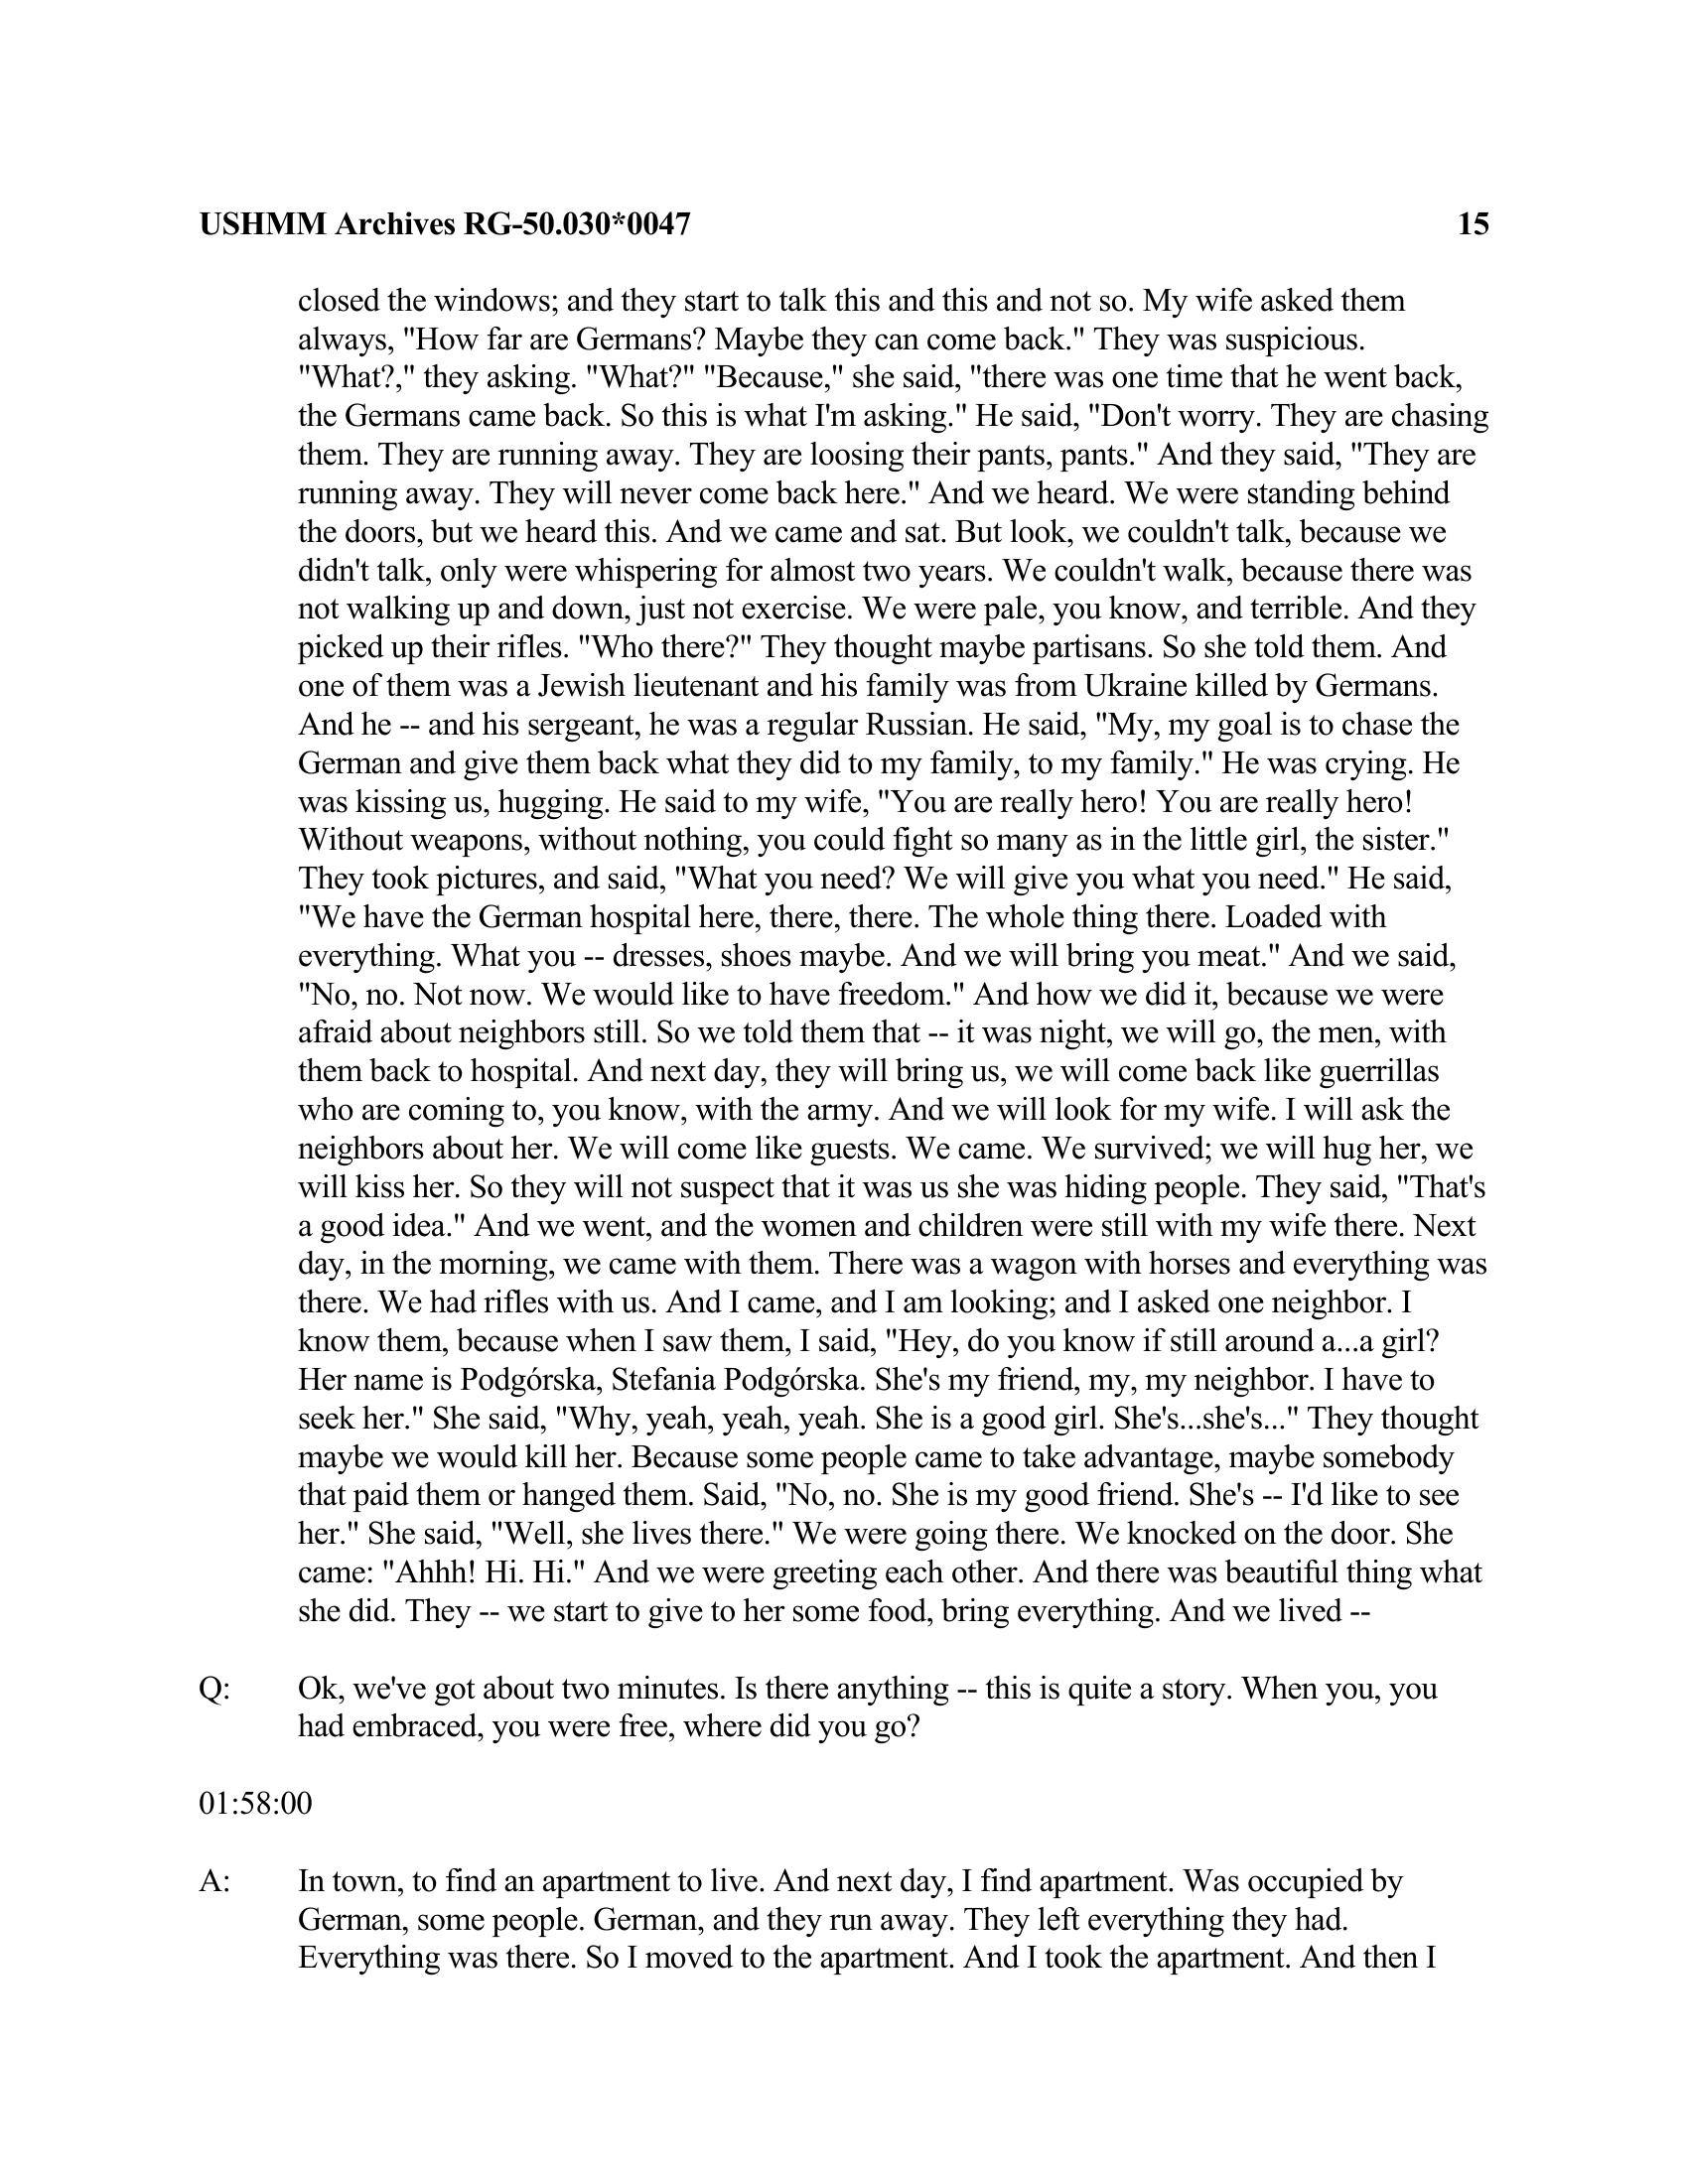 USHMM Archives RG-50.030*0047 15
closed the windows; and they start to talk this and this and not so. My wife asked them
always, "How far are Germans? Maybe they can come back." They was suspicious.
"What?," they asking. "What?" "Because," she said, "there was one time that he went back,
the Germans came back. So this is what I'm asking." He said, "Don't worry. They are chasing
them. They are running away. They are loosing their pants, pants." And they said, "They are
running away. They will never come back here." And we heard. We were standing behind
the doors, but we heard this. And we came and sat. But look, we couldn't talk, because we
didn't talk, only were whispering for almost two years. We couldn't walk, because there was
not walking up and down, just not exercise. We were pale, you know, and terrible. And they
picked up their rifles. "Who there?" They thought maybe partisans. So she told them. And
one of them was a Jewish lieutenant and his family was from Ukraine killed by Germans.
And he -- and his sergeant, he was a regular Russian. He said, "My, my goal is to chase the
German and give them back what they did to my family, to my family." He was crying. He
was kissing us, hugging. He said to my wife, "You are really hero! You are really hero!
Without weapons, without nothing, you could fight so many as in the little girl, the sister."
They took pictures, and said, "What you need? We will give you what you need." He said,
"We have the German hospital here, there, there. The whole thing there. Loaded with
everything. What you -- dresses, shoes maybe. And we will bring you meat." And we said,
"No, no. Not now. We would like to have freedom." And how we did it, because we were
afraid about neighbors still. So we told them that -- it was night, we will go, the men, with
them back to hospital. And next day, they will bring us, we will come back like guerrillas
who are coming to, you know, with the army. And we will look for my wife. I will ask the
neighbors about her. We will come like guests. We came. We survived; we will hug her, we
will kiss her. So they will not suspect that it was us she was hiding people. They said, "That's
a good idea." And we went, and the women and children were still with my wife there. Next
day, in the morning, we came with them. There was a wagon with horses and everything was
there. We had rifles with us. And I came, and I am looking; and I asked one neighbor. I
know them, because when I saw them, I said, "Hey, do you know if still around a...a girl?
Her name is Podgórska, Stefania Podgórska. She's my friend, my, my neighbor. I have to
seek her." She said, "Why, yeah, yeah, yeah. She is a good girl. She's...she's..." They thought
maybe we would kill her. Because some people came to take advantage, maybe somebody
that paid them or hanged them. Said, "No, no. She is my good friend. She's -- I'd like to see
her." She said, "Well, she lives there." We were going there. We knocked on the door. She
came: "Ahhh! Hi. Hi." And we were greeting each other. And there was beautiful thing what
she did. They -- we start to give to her some food, bring everything. And we lived --
Q: Ok, we've got about two minutes. Is there anything -- this is quite a story. When you, you
had embraced, you were free, where did you go?
01:58:00
A: In town, to find an apartment to live. And next day, I find apartment. Was occupied by
German, some people. German, and they run away. They left everything they had.
Everything was there. So I moved to the apartment. And I took the apartment. And then I